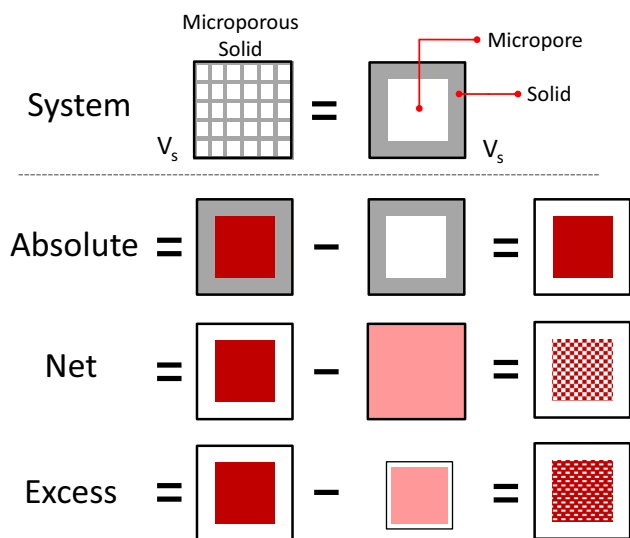 Microporous
Solid
Micropore
System
=
Solid
Vₛ
Vₛ
Absolute = − =
Net = − =
Excess = − =